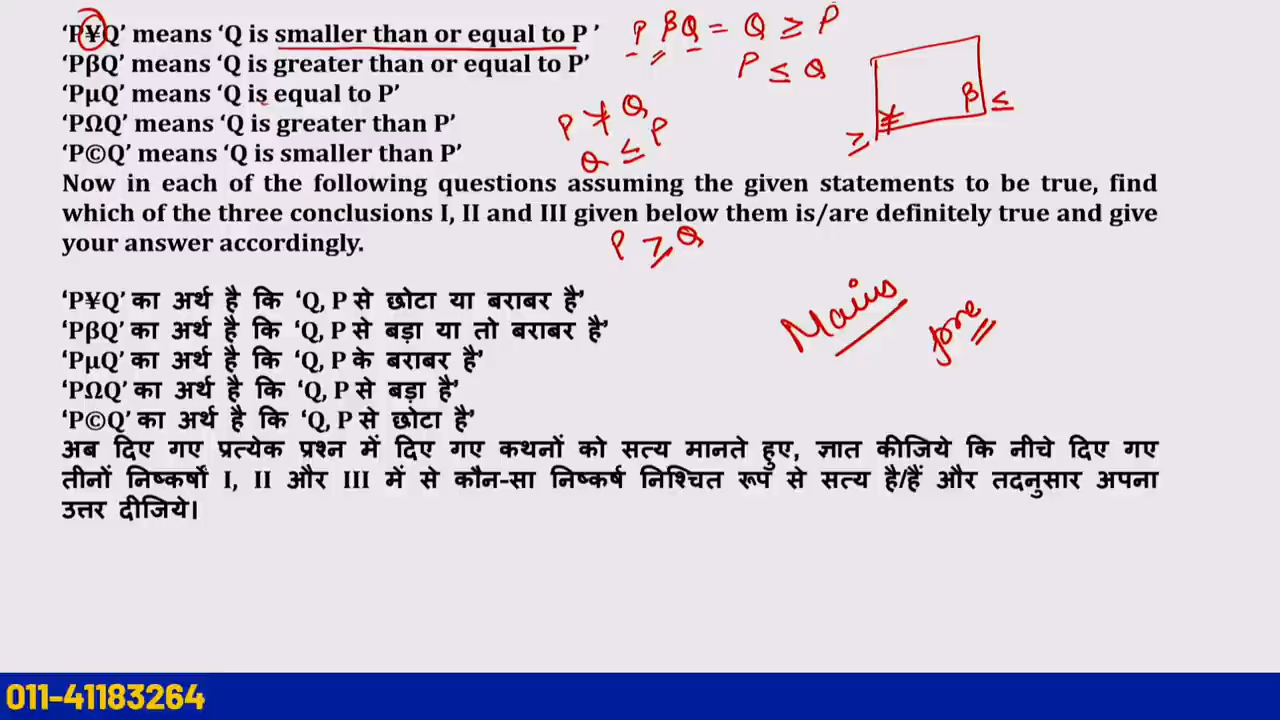 ‘P¥Q’ means ‘Q is smaller than or equal to P ’
‘PβQ’ means ‘Q is greater than or equal to P’
‘PµQ’ means ‘Q is equal to P’
‘PΩQ’ means ‘Q is greater than P’
‘P©Q’ means ‘Q is smaller than P’
Now in each of the following questions assuming the given statements to be true, find
which of the three conclusions I, II and III given below them is/are definitely true and give
your answer accordingly.
P β Q = Q ≥ P
P ≤ Q
P ¥ Q
Q ≤ P
P ≥ Q
≥ ¥ β ≤
Mains pre
‘P¥Q’ का अर्थ है कि ‘Q, P से छोटा या बराबर है’
‘PβQ’ का अर्थ है कि ‘Q, P से बड़ा या तो बराबर है’
‘PµQ’ का अर्थ है कि ‘Q, P के बराबर है’
‘PΩQ’ का अर्थ है कि ‘Q, P से बड़ा है’
‘P©Q’ का अर्थ है कि ‘Q, P से छोटा है’
अब दिए गए प्रत्येक प्रश्न में दिए गए कथनों को सत्य मानते हुए, ज्ञात कीजिये कि नीचे दिए गए
तीनों निष्कर्षों I, II और III में से कौन-सा निष्कर्ष निश्चित रूप से सत्य है/हैं और तदनुसार अपना
उत्तर दीजिये।
011-41183264